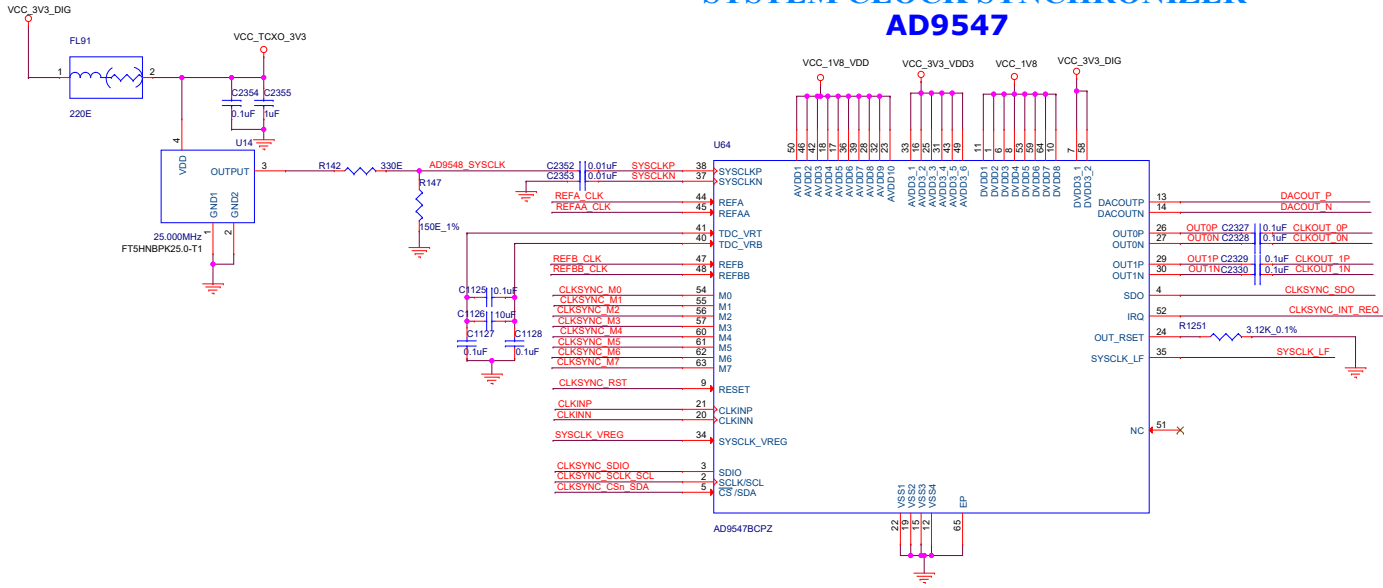 SYSTEM CLOCK SYNCHRONIZER
AD9547
VCC_3V3_DIG
FL91
1
2
220E
VCC_TCXO_3V3
C2354
0.1uF
C2355
1uF
U14
4
VDD
OUTPUT
3
GND1
GND2
1
2
25.000MHz
FT5HNBPK25.0-T1
R142
330E
AD9548_SYSCLK
R147
150E_1%
C2352
0.01uF
SYSCLKP
C2353
0.01uF
SYSCLKN
REFA_CLK
REFAA_CLK
REFB_CLK
REFBB_CLK
C1125
0.1uF
C1126
10uF
C1127
0.1uF
C1128
0.1uF
CLKSYNC_M0
CLKSYNC_M1
CLKSYNC_M2
CLKSYNC_M3
CLKSYNC_M4
CLKSYNC_M5
CLKSYNC_M6
CLKSYNC_M7
CLKSYNC_RST
CLKINP
CLKINN
SYSCLK_VREG
CLKSYNC_SDIO
CLKSYNC_SCLK_SCL
CLKSYNC_CSn_SDA
U64
38 SYSCLKP
37 SYSCLKN
44 REFA
45 REFAA
41 TDC_VRT
40 TDC_VRB
47 REFB
48 REFBB
54 M0
55 M1
56 M2
57 M3
60 M4
61 M5
62 M6
63 M7
9 RESET
21 CLKINP
20 CLKINN
34 SYSCLK_VREG
3 SDIO
2 SCLK/SCL
5 CS/SDA
AD9547BCPZ
VCC_1V8_VDD
50 AVDD1
46 AVDD2
42 AVDD3
18 AVDD4
17 AVDD5
36 AVDD6
39 AVDD7
28 AVDD8
32 AVDD9
23 AVDD10
VCC_3V3_VDD3
33 AVDD3_1
16 AVDD3_2
25 AVDD3_3
31 AVDD3_4
43 AVDD3_5
49 AVDD3_6
VCC_1V8
11 DVDD1
1 DVDD2
6 DVDD3
8 DVDD4
53 DVDD5
59 DVDD6
64 DVDD7
10 DVDD8
VCC_3V3_DIG
7 DVDD3_1
58 DVDD3_2
DACOUTP 13 DACOUT_P
DACOUTN 14 DACOUT_N
OUT0P 26 OUT0P C2327 0.1uF CLKOUT_0P
OUT0N 27 OUT0N C2328 0.1uF CLKOUT_0N
OUT1P 29 OUT1P C2329 0.1uF CLKOUT_1P
OUT1N 30 OUT1N C2330 0.1uF CLKOUT_1N
SDO 4 CLKSYNC_SDO
IRQ 52 CLKSYNC_INT_REQ
OUT_RSET 24 R1251 3.12K_0.1%
SYSCLK_LF 35 SYSCLK_LF
NC 51
VSS1
VSS2
VSS3
VSS4
EP
22
19
15
12
65